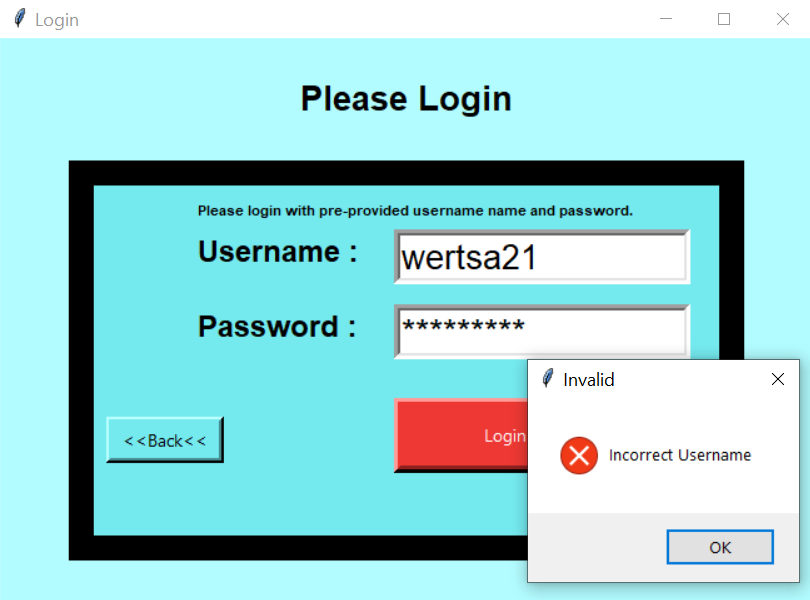 Login
Please Login
Please login with pre-provided username name and password.
Username :
wertsa21
Password :
*********
<<Back<<
Login
Invalid
Incorrect Username
OK